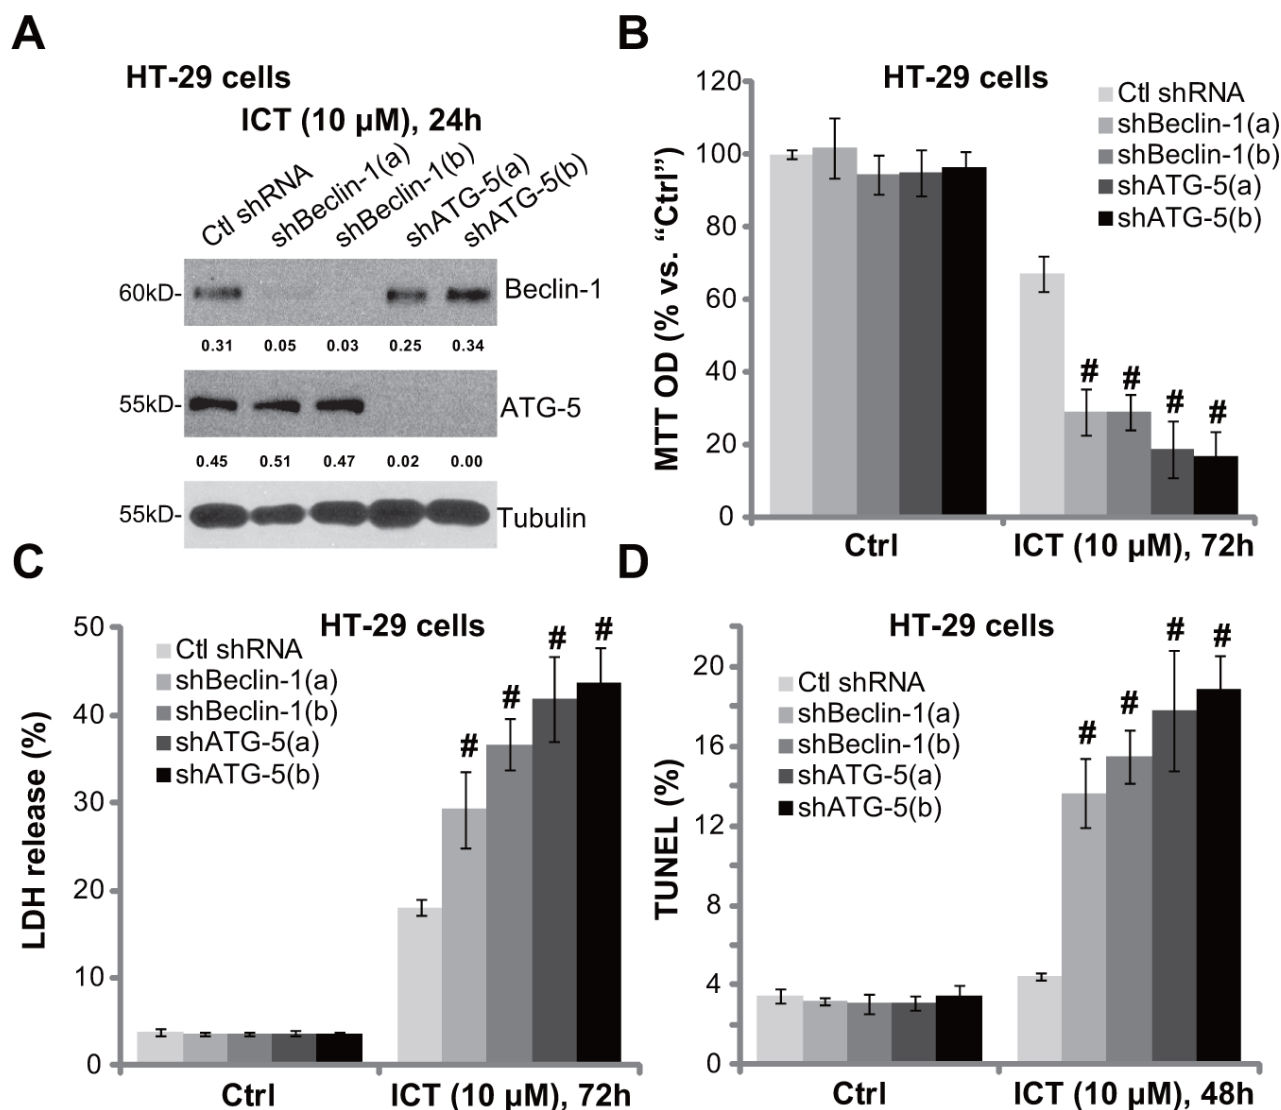 A
HT-29 cells
ICT (10 µM), 24h
Ctl shRNA
shBeclin-1(a)
shBeclin-1(b)
shATG-5(a)
shATG-5(b)
60kD-
Beclin-1
0.31 0.05 0.03 0.25 0.34
55kD-
ATG-5
0.45 0.51 0.47 0.02 0.00
55kD-
Tubulin
B
HT-29 cells
MTT OD (% vs. “Ctrl”)
120
100
80
60
40
20
0
Ctl shRNA
shBeclin-1(a)
shBeclin-1(b)
shATG-5(a)
shATG-5(b)
# # # #
Ctrl ICT (10 µM), 72h
C
HT-29 cells
LDH release (%)
50
40
30
20
10
0
Ctl shRNA
shBeclin-1(a)
shBeclin-1(b)
shATG-5(a)
shATG-5(b)
# # # #
Ctrl ICT (10 µM), 72h
D
HT-29 cells
TUNEL (%)
20
16
12
8
4
0
Ctl shRNA
shBeclin-1(a)
shBeclin-1(b)
shATG-5(a)
shATG-5(b)
# # # #
Ctrl ICT (10 µM), 48h